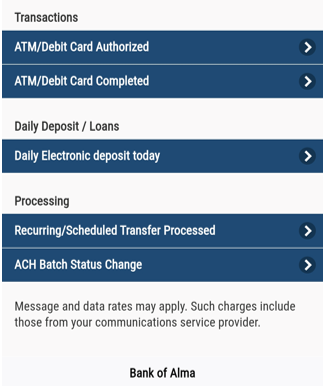 Transactions
ATM/Debit Card Authorized
ATM/Debit Card Completed
Daily Deposit / Loans
Daily Electronic deposit today
Processing
Recurring/Scheduled Transfer Processed
ACH Batch Status Change
Message and data rates may apply. Such charges include
those from your communications service provider.
Bank of Alma